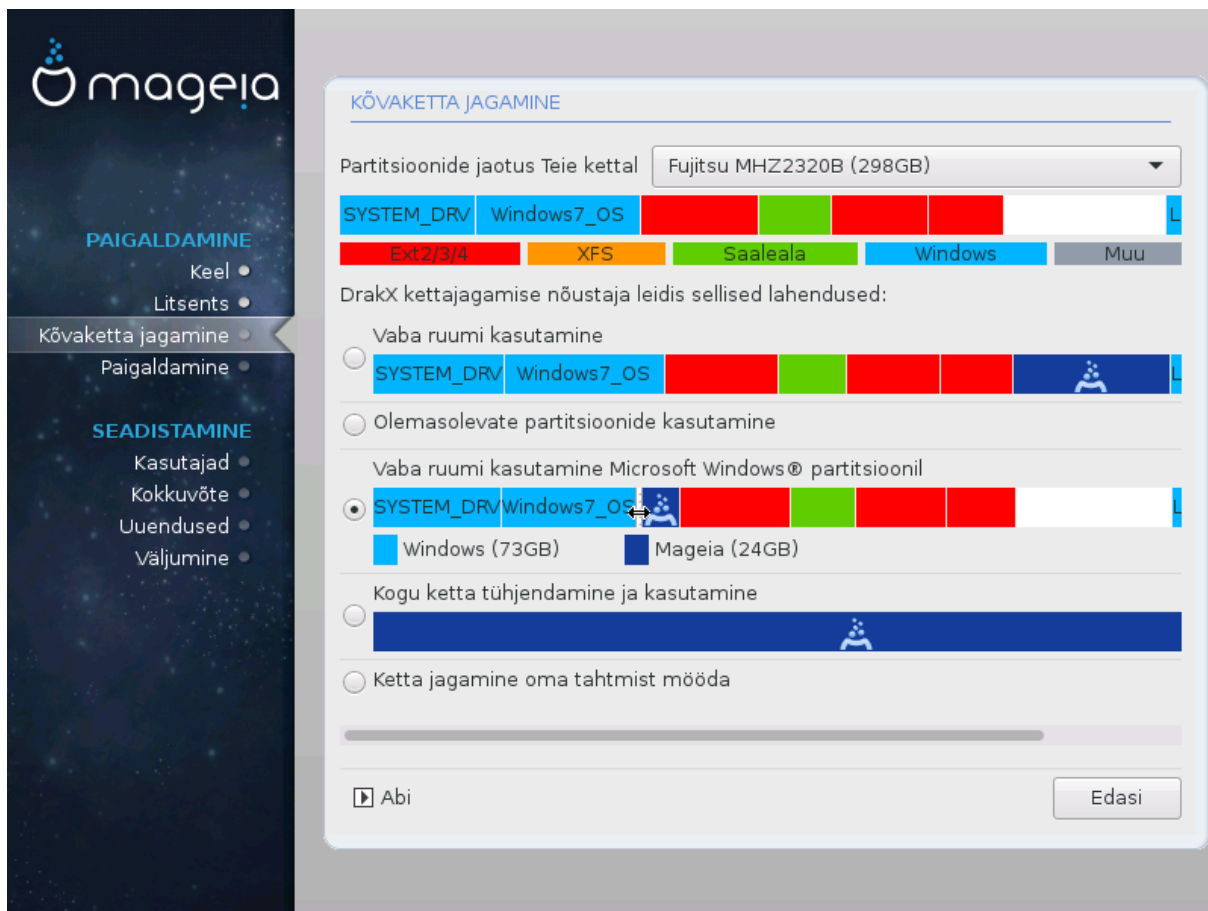 mageia
PAIGALDAMINE
Keel
Litsents
Kõvaketta jagamine
Paigaldamine
SEADISTAMINE
Kasutajad
Kokkuvõte
Uuendused
Väljumine
KÕVAKETTA JAGAMINE
Partitsioonide jaotus Teie kettal Fujitsu MHZ2320B (298GB)
SYSTEM_DRV Windows7_OS L
Ext2/3/4 XFS Saaleala Windows Muu
DrakX kettajagamise nõustaja leidis sellised lahendused:
Vaba ruumi kasutamine
SYSTEM_DRV Windows7_OS L
Olemasolevate partitsioonide kasutamine
Vaba ruumi kasutamine Microsoft Windows® partitsioonil
SYSTEM_DRV Windows7_OS L
Windows (73GB) Mageia (24GB)
Kogu ketta tühjendamine ja kasutamine
Ketta jagamine oma tahtmist mööda
Abi Edasi